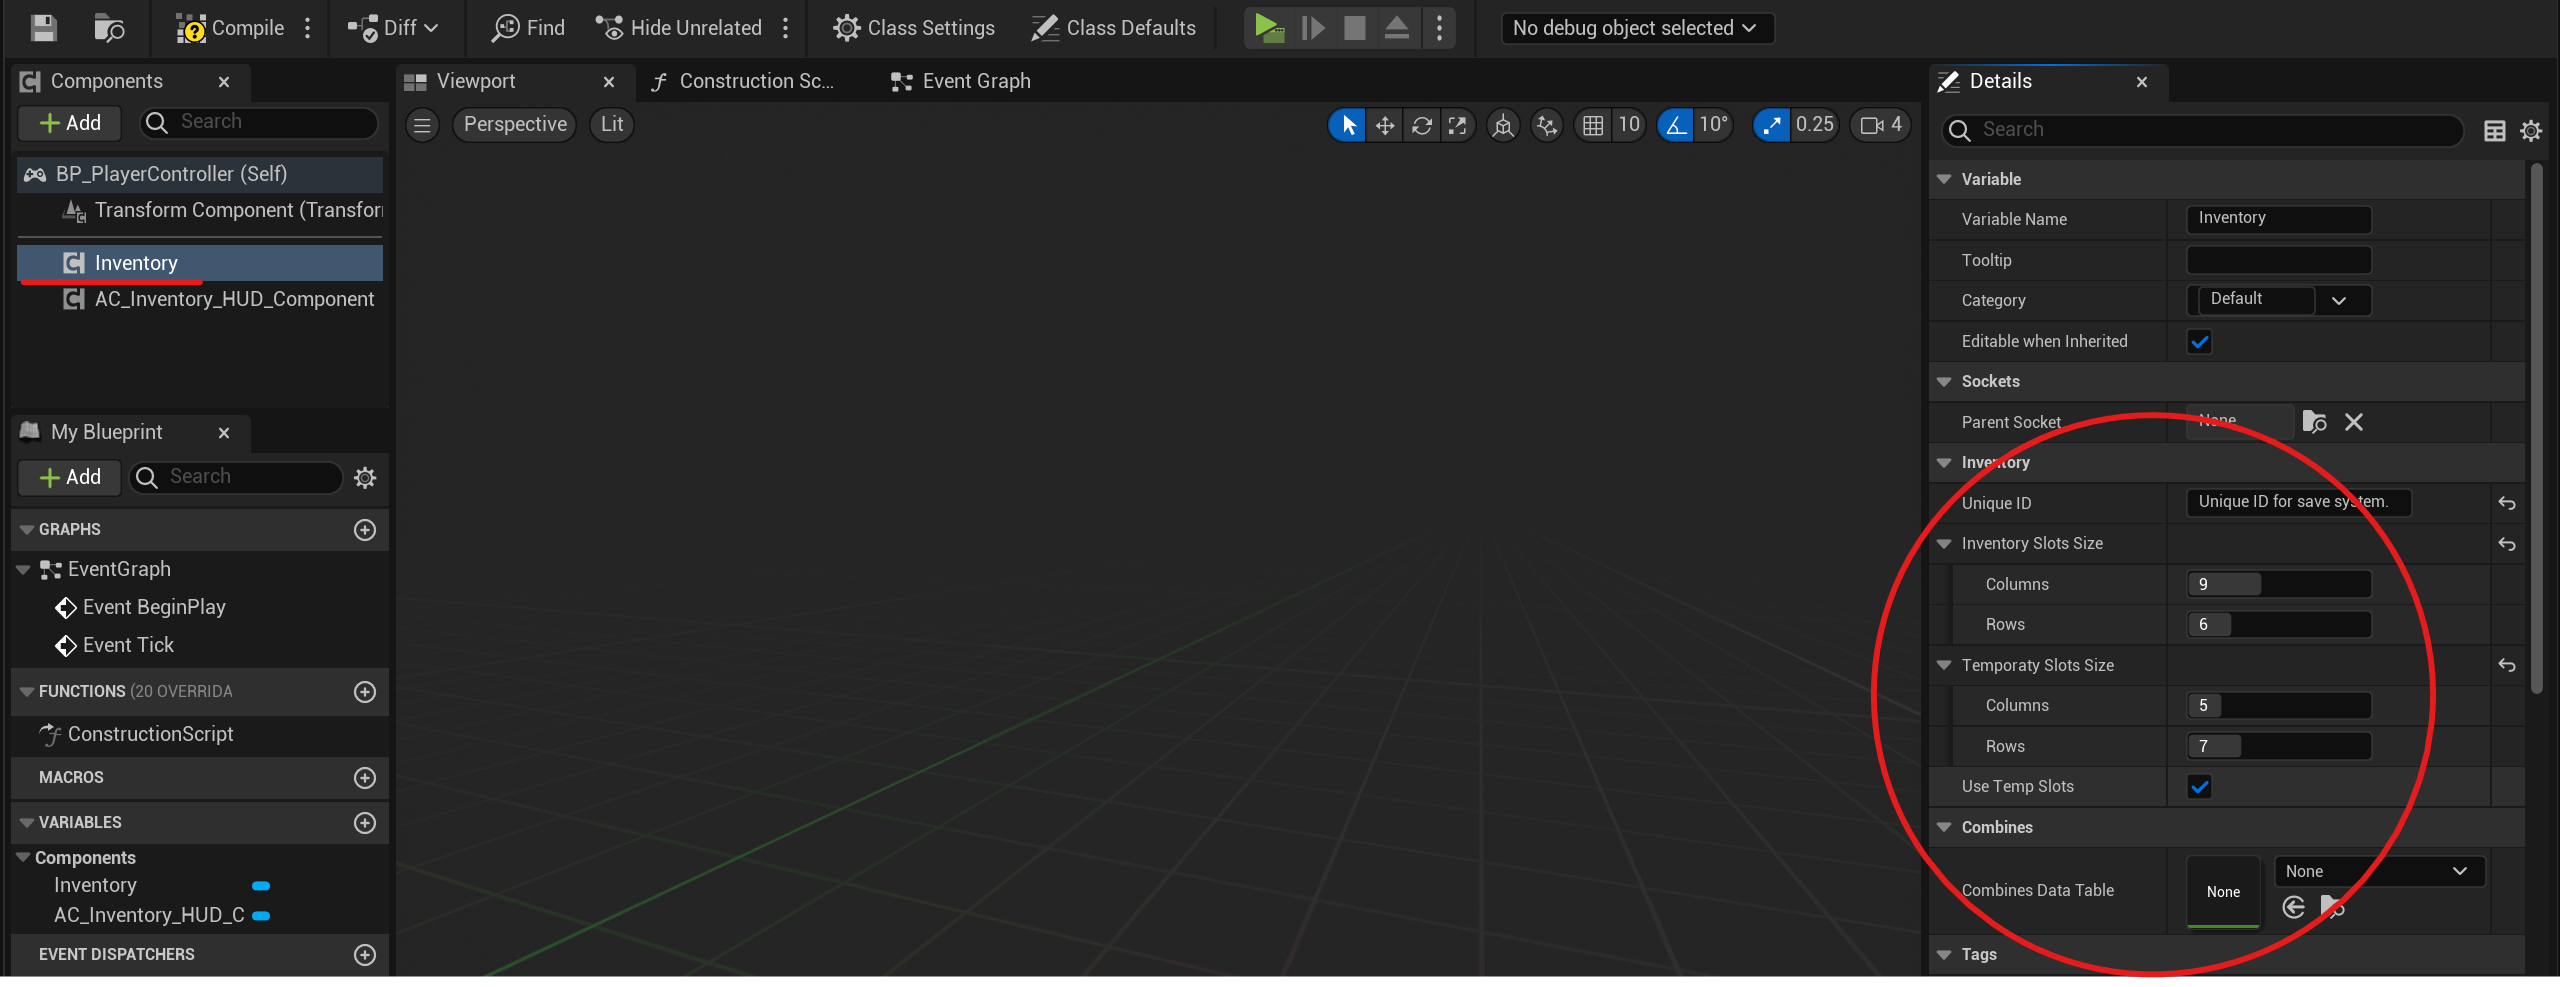 Compile
Diff
Find
Hide Unrelated
Class Settings
Class Defaults
No debug object selected
Components
Add
Search
BP_PlayerController (Self)
Transform Component (Transfor
Inventory
AC_Inventory_HUD_Component
My Blueprint
Add
Search
GRAPHS
EventGraph
Event BeginPlay
Event Tick
FUNCTIONS (20 OVERRIDA
ConstructionScript
MACROS
VARIABLES
Components
Inventory
AC_Inventory_HUD_C
EVENT DISPATCHERS
Viewport
Construction Sc...
Event Graph
Perspective
Lit
10
10°
0.25
4
Details
Search
Variable
Variable Name
Inventory
Tooltip
Category
Default
Editable when Inherited
Sockets
Parent Socket
None
Inventory
Unique ID
Unique ID for save system.
Inventory Slots Size
Columns
9
Rows
6
Temporaty Slots Size
Columns
5
Rows
7
Use Temp Slots
Combines
Combines Data Table
None
None
Tags